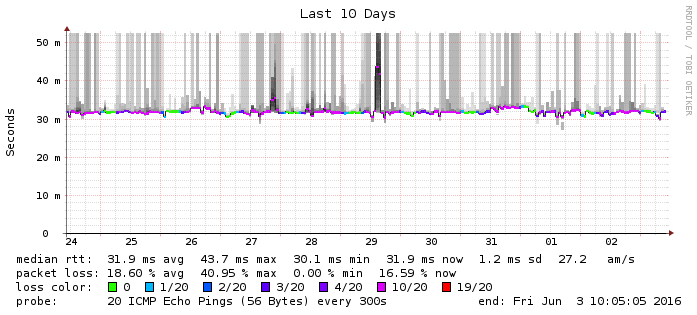 Last 10 Days
RRDTOOL / TOBI OETIKER
Seconds
50 m
40 m
30 m
20 m
10 m
0
24 25 26 27 28 29 30 31 01 02
median rtt: 31.9 ms avg 43.7 ms max 30.1 ms min 31.9 ms now 1.2 ms sd 27.2 am/s
packet loss: 18.60 % avg 40.95 % max 0.00 % min 16.59 % now
loss color: 0 1/20 2/20 3/20 4/20 10/20 19/20
probe: 20 ICMP Echo Pings (56 Bytes) every 300s end: Fri Jun 3 10:05:05 2016